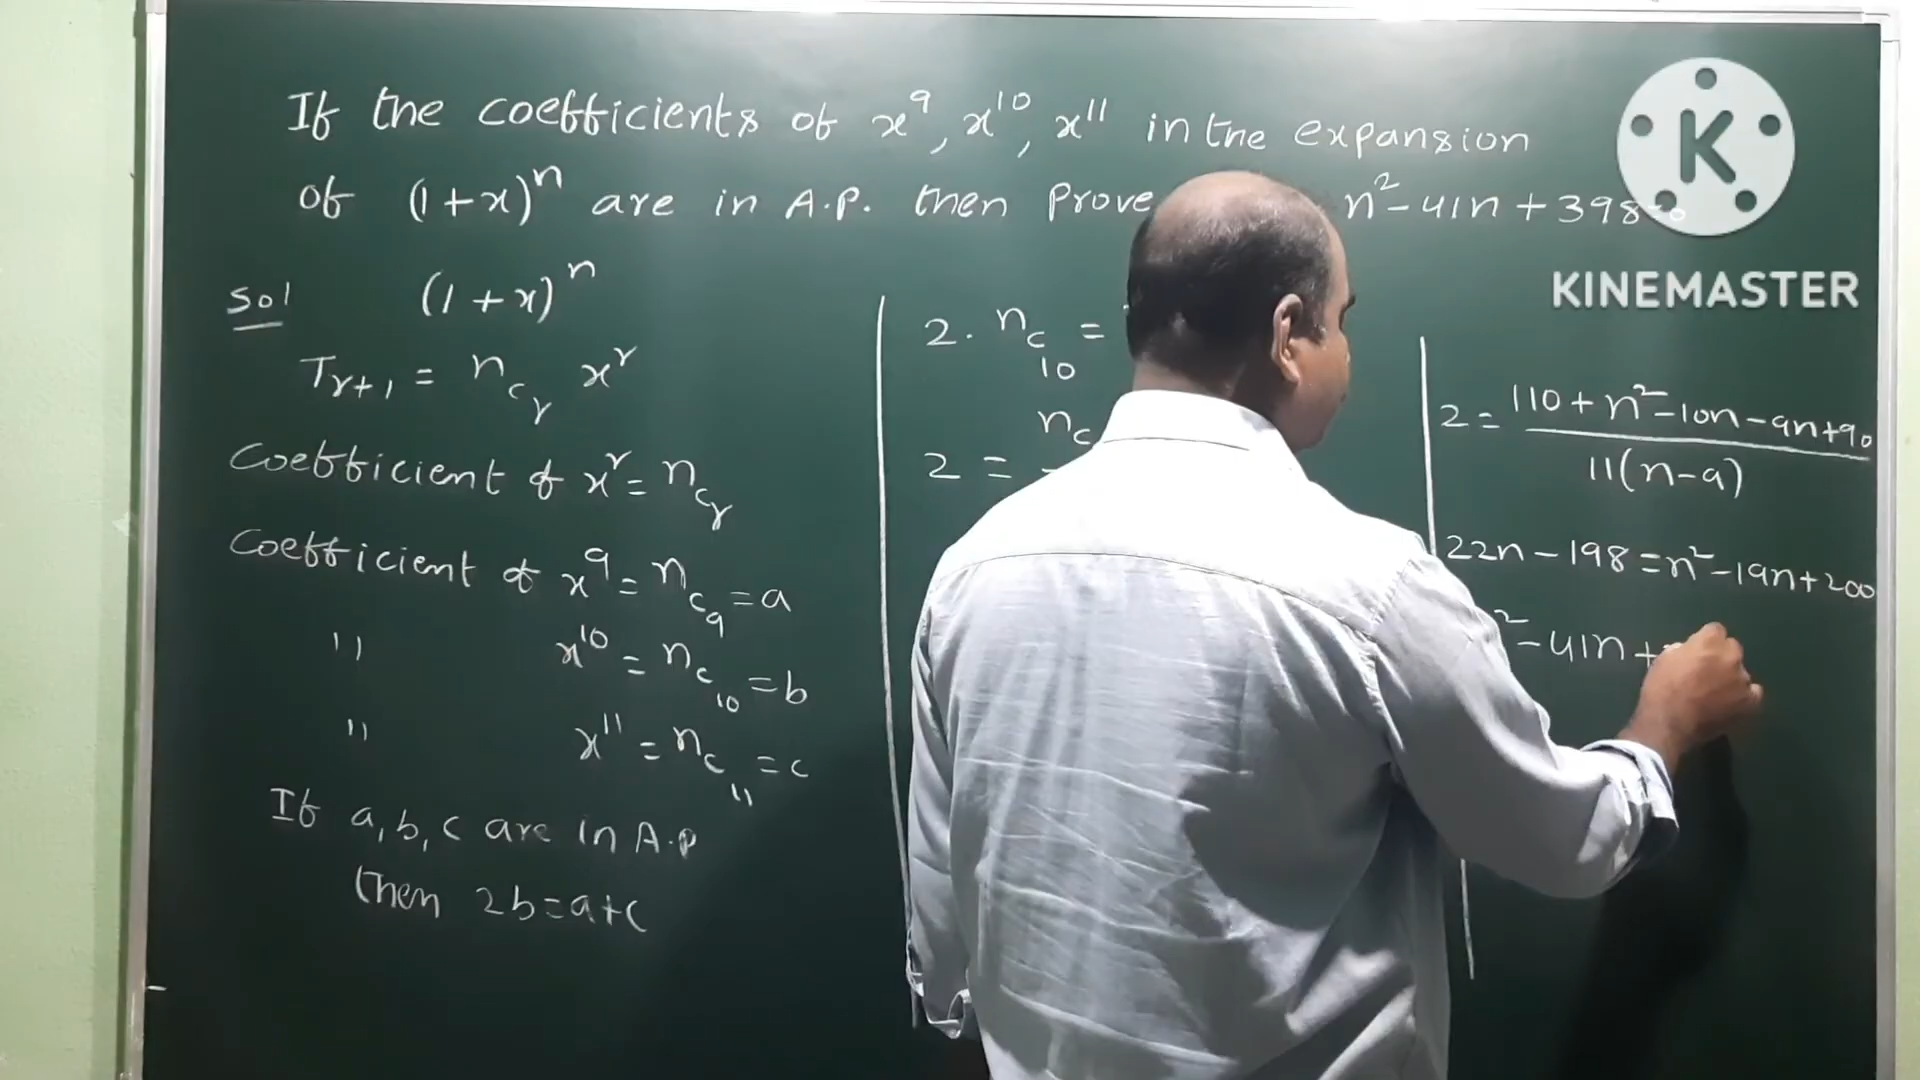 If the coefficients of x⁹, x¹⁰, x¹¹ in the expansion
of (1+x)ⁿ are in A.P. then Prove n²-41n+398=0
Sol (1+x)ⁿ
Tr+1 = nCr xʳ
Coefficient of xʳ = nCr
Coefficient of x⁹ = nC9 = a
" x¹⁰ = nC10 = b
" x¹¹ = nC11 = c
If a, b, c are in A.P
then 2b=a+c
2. nC10 =
nC
2 =
2 = 110+n²-10n-9n+90
11(n-9)
22n-198=n²-19n+200
²-41n+
K
KINEMASTER